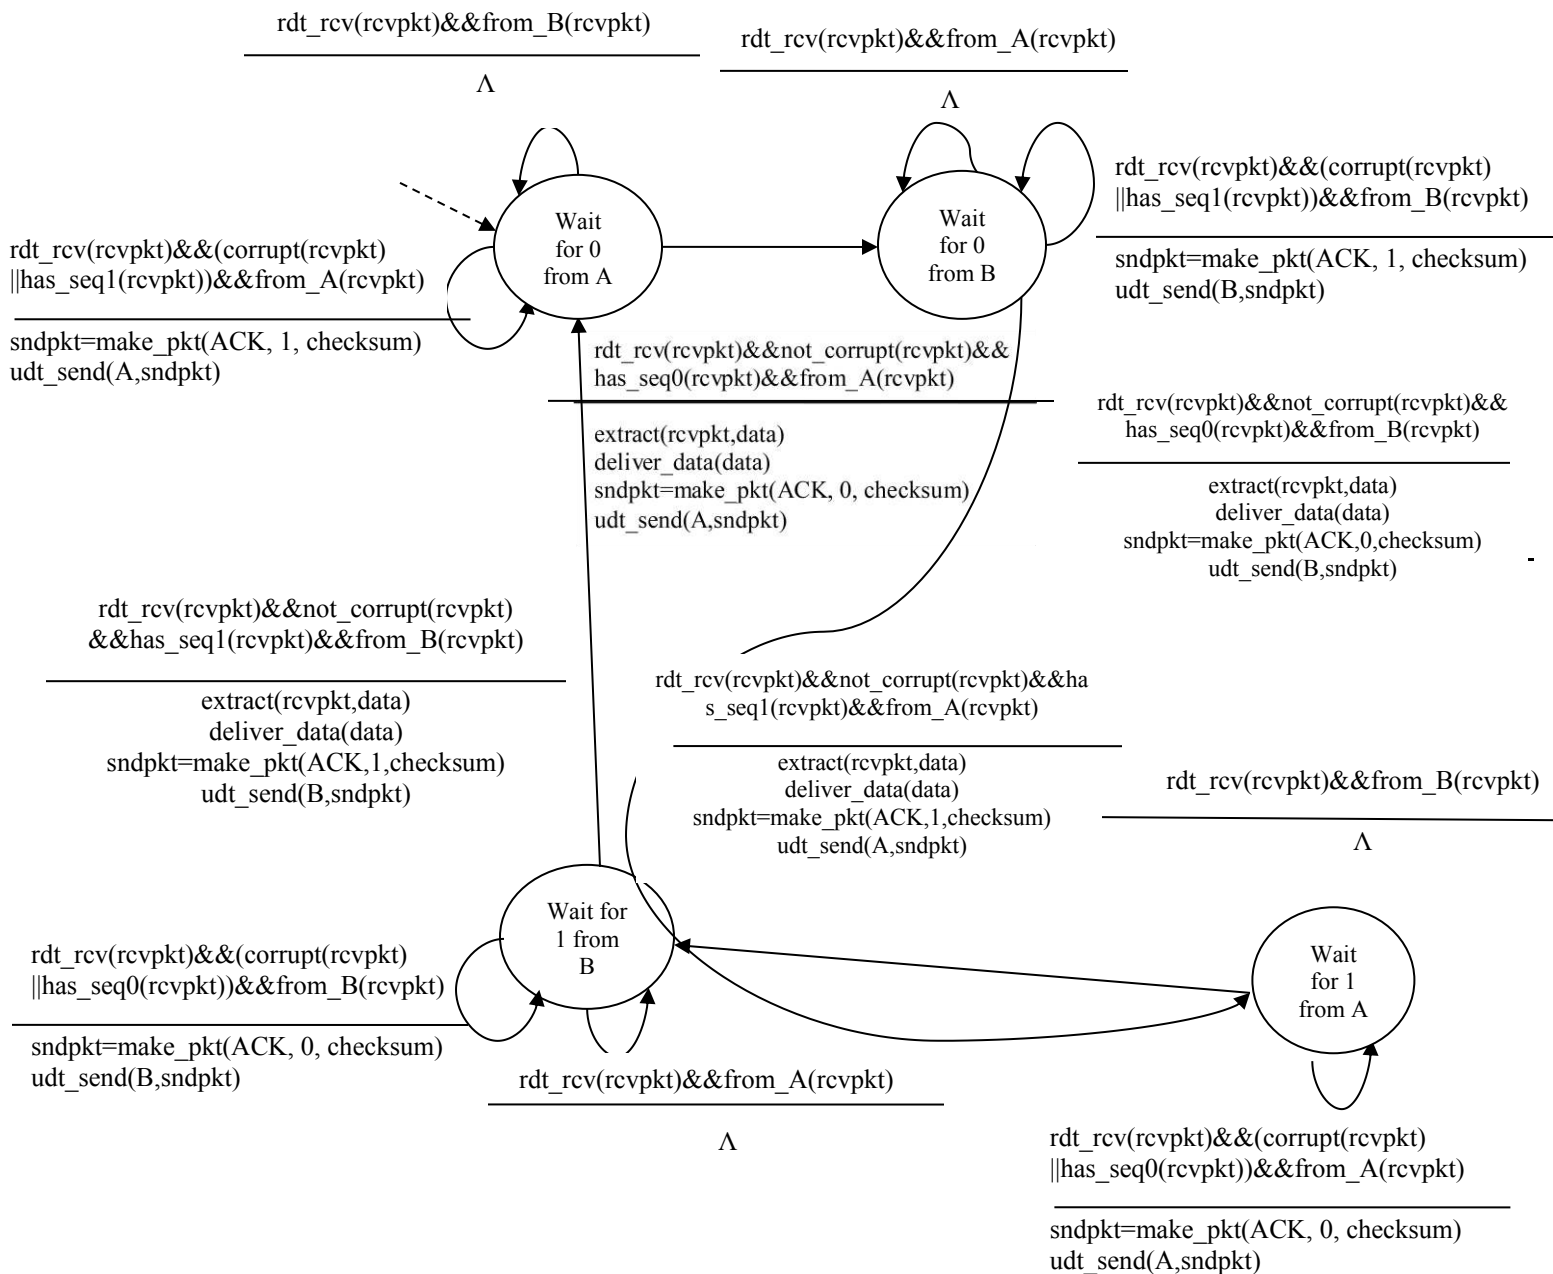 rdt_rcv(rcvpkt)&&from_B(rcvpkt)
Λ
rdt_rcv(rcvpkt)&&from_A(rcvpkt)
Λ
Wait
for 0
from A
Wait
for 0
from B
rdt_rcv(rcvpkt)&&(corrupt(rcvpkt)
||has_seq1(rcvpkt))&&from_B(rcvpkt)
sndpkt=make_pkt(ACK, 1, checksum)
udt_send(B,sndpkt)
rdt_rcv(rcvpkt)&&(corrupt(rcvpkt)
||has_seq1(rcvpkt))&&from_A(rcvpkt)
sndpkt=make_pkt(ACK, 1, checksum)
udt_send(A,sndpkt)
rdt_rcv(rcvpkt)&&not_corrupt(rcvpkt)&&
has_seq0(rcvpkt)&&from_A(rcvpkt)
extract(rcvpkt,data)
deliver_data(data)
sndpkt=make_pkt(ACK, 0, checksum)
udt_send(A,sndpkt)
rdt_rcv(rcvpkt)&&not_corrupt(rcvpkt)&&
has_seq0(rcvpkt)&&from_B(rcvpkt)
extract(rcvpkt,data)
deliver_data(data)
sndpkt=make_pkt(ACK,0,checksum)
udt_send(B,sndpkt)
rdt_rcv(rcvpkt)&&not_corrupt(rcvpkt)
&&has_seq1(rcvpkt)&&from_B(rcvpkt)
extract(rcvpkt,data)
deliver_data(data)
sndpkt=make_pkt(ACK,1,checksum)
udt_send(B,sndpkt)
rdt_rcv(rcvpkt)&&not_corrupt(rcvpkt)&&ha
s_seq1(rcvpkt)&&from_A(rcvpkt)
extract(rcvpkt,data)
deliver_data(data)
sndpkt=make_pkt(ACK,1,checksum)
udt_send(A,sndpkt)
rdt_rcv(rcvpkt)&&from_B(rcvpkt)
Λ
Wait for
1 from
B
Wait
for 1
from A
rdt_rcv(rcvpkt)&&(corrupt(rcvpkt)
||has_seq0(rcvpkt))&&from_B(rcvpkt)
sndpkt=make_pkt(ACK, 0, checksum)
udt_send(B,sndpkt)
rdt_rcv(rcvpkt)&&from_A(rcvpkt)
Λ
rdt_rcv(rcvpkt)&&(corrupt(rcvpkt)
||has_seq0(rcvpkt))&&from_A(rcvpkt)
sndpkt=make_pkt(ACK, 0, checksum)
udt_send(A,sndpkt)